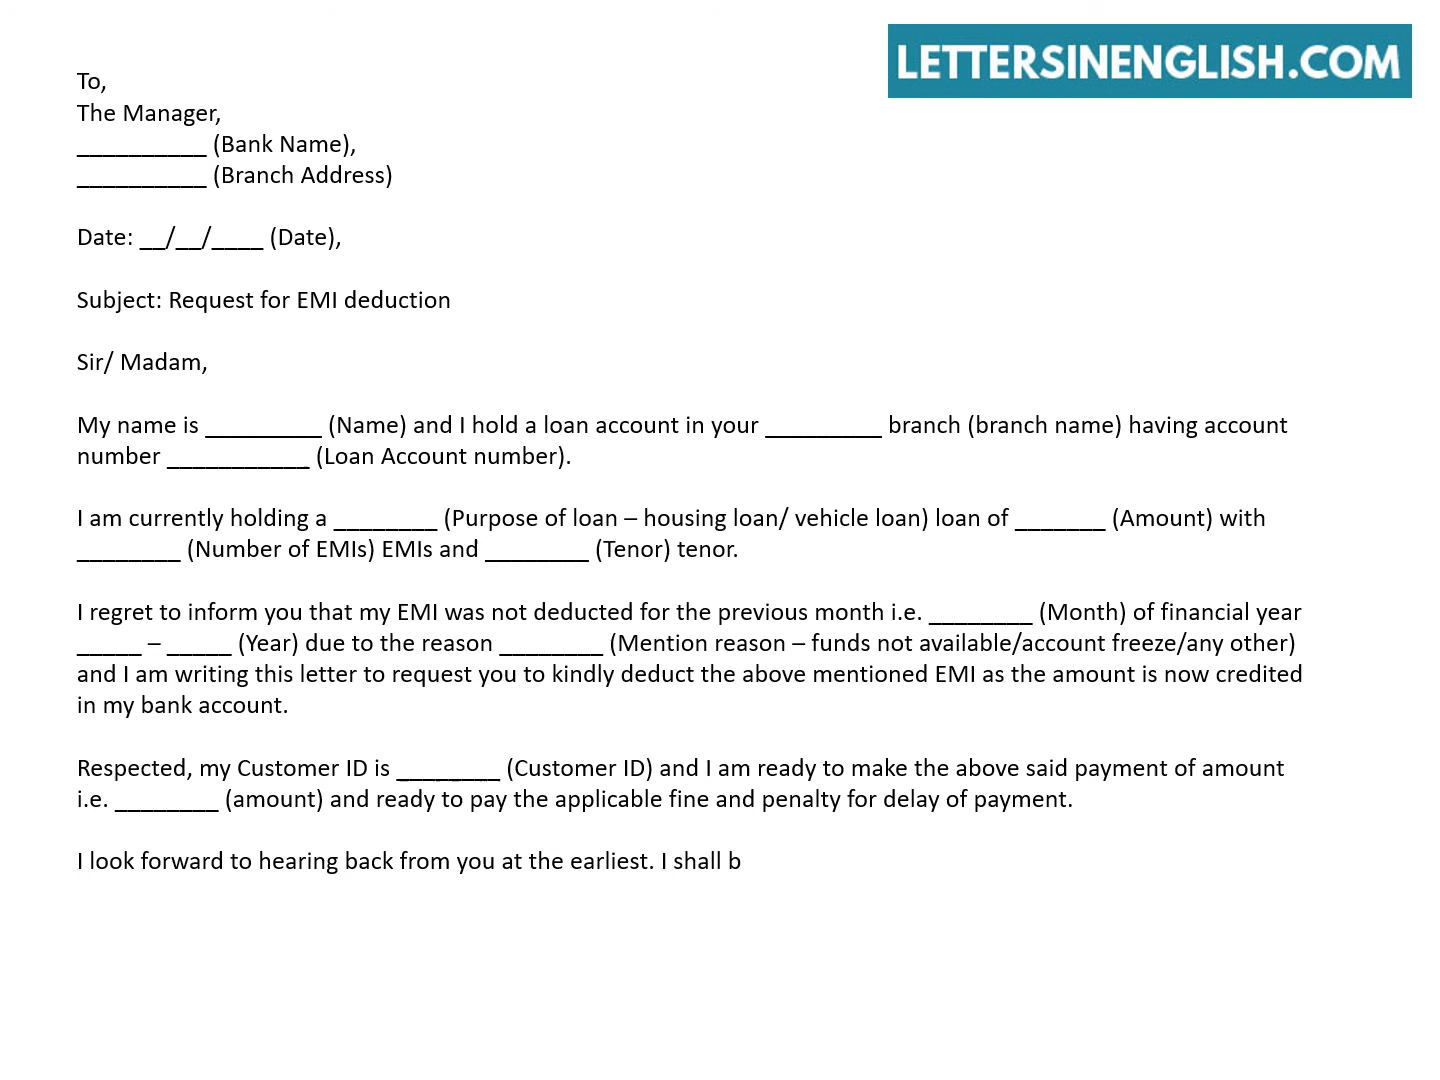 LETTERSINENGLISH.COM
To,
The Manager,
__________ (Bank Name),
__________ (Branch Address)
Date: __/__/____ (Date),
Subject: Request for EMI deduction
Sir/ Madam,
My name is _________ (Name) and I hold a loan account in your _________ branch (branch name) having account
number ___________ (Loan Account number).
I am currently holding a ________ (Purpose of loan – housing loan/ vehicle loan) loan of _______ (Amount) with
________ (Number of EMIs) EMIs and ________ (Tenor) tenor.
I regret to inform you that my EMI was not deducted for the previous month i.e. ________ (Month) of financial year
_____ – _____ (Year) due to the reason ________ (Mention reason – funds not available/account freeze/any other)
and I am writing this letter to request you to kindly deduct the above mentioned EMI as the amount is now credited
in my bank account.
Respected, my Customer ID is ________ (Customer ID) and I am ready to make the above said payment of amount
i.e. ________ (amount) and ready to pay the applicable fine and penalty for delay of payment.
I look forward to hearing back from you at the earliest. I shall b